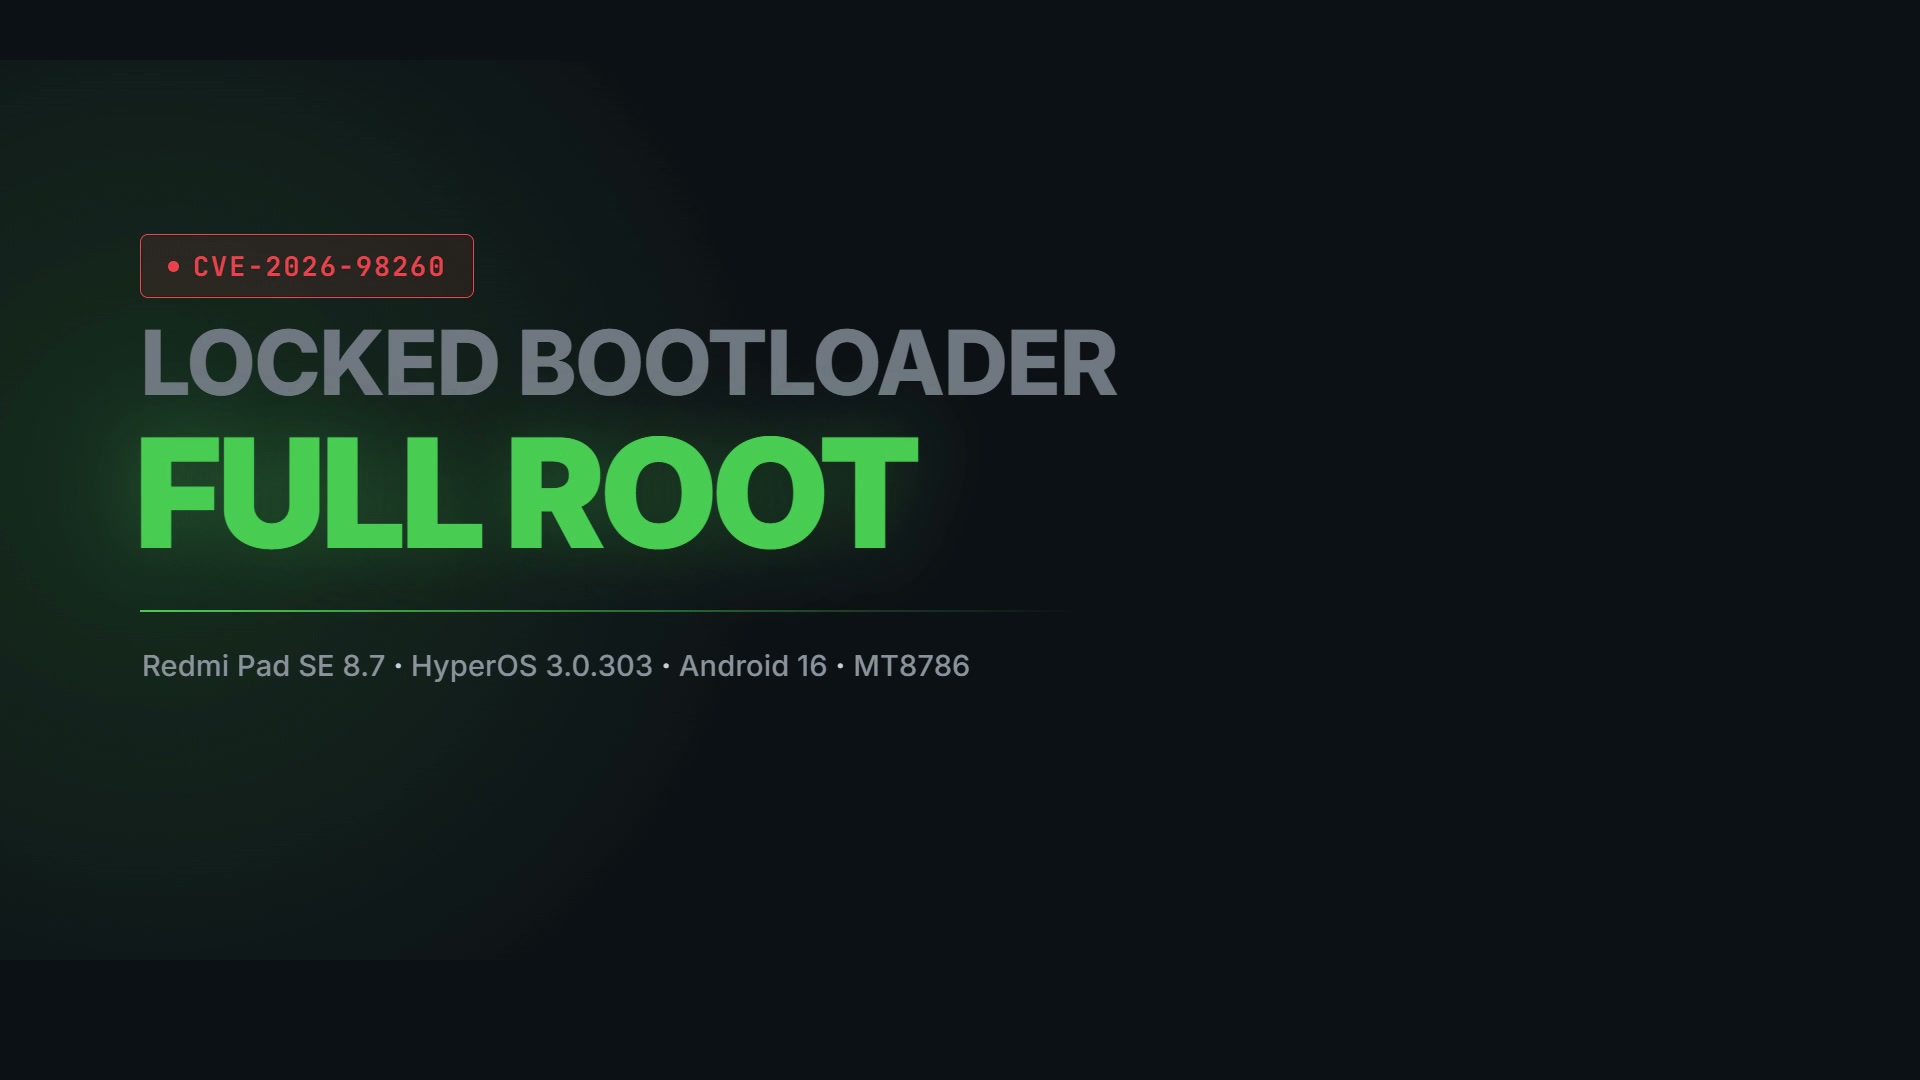 CVE-2026-98260
LOCKED BOOTLOADER
FULL ROOT
Redmi Pad SE 8.7 • HyperOS 3.0.303 • Android 16 • MT8786